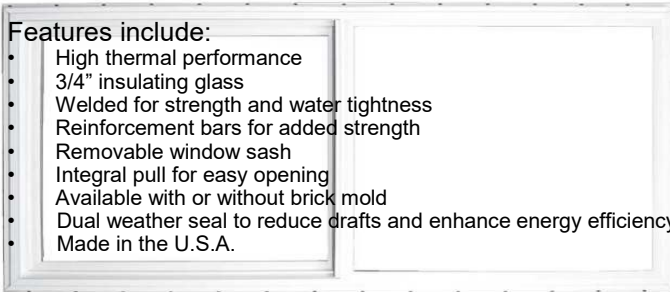 Features include:
• High thermal performance
• 3/4” insulating glass
• Welded for strength and water tightness
• Reinforcement bars for added strength
• Removable window sash
• Integral pull for easy opening
• Available with or without brick mold
• Dual weather seal to reduce drafts and enhance energy efficiency
• Made in the U.S.A.